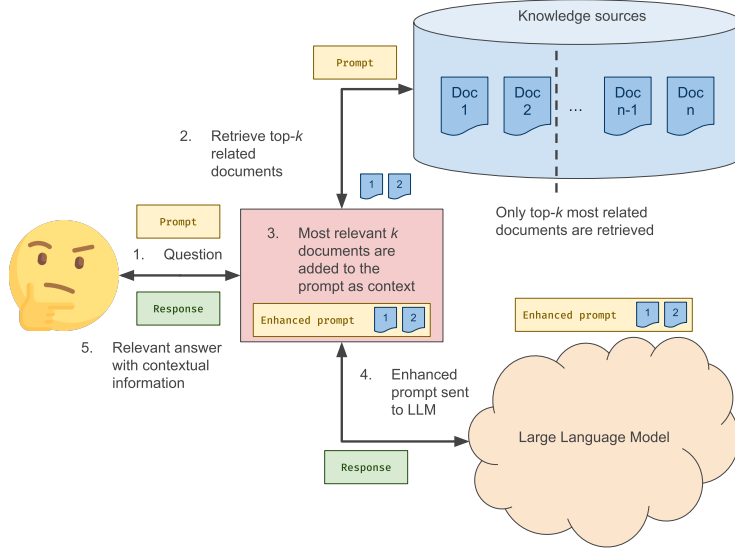 Knowledge sources
Prompt
Doc
1
Doc
2
...
Doc
n-1
Doc
n
2. Retrieve top-k
related
documents
1 2
Only top-k most related
documents are retrieved
Prompt
1. Question
Response
3. Most relevant k
documents are
added to the
prompt as context
Enhanced prompt 1 2
5. Relevant answer
with contextual
information
4. Enhanced
prompt sent
to LLM
Response
Enhanced prompt 1 2
Large Language Model